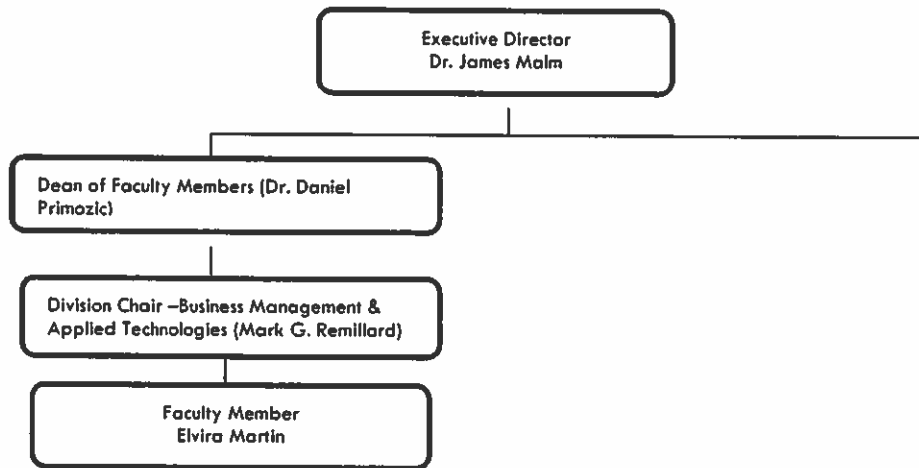 Executive Director
Dr. James Malm
Dean of Faculty Members (Dr. Daniel
Primozic)
Division Chair –Business Management &
Applied Technologies (Mark G. Remillard)
Faculty Member
Elvira Martin